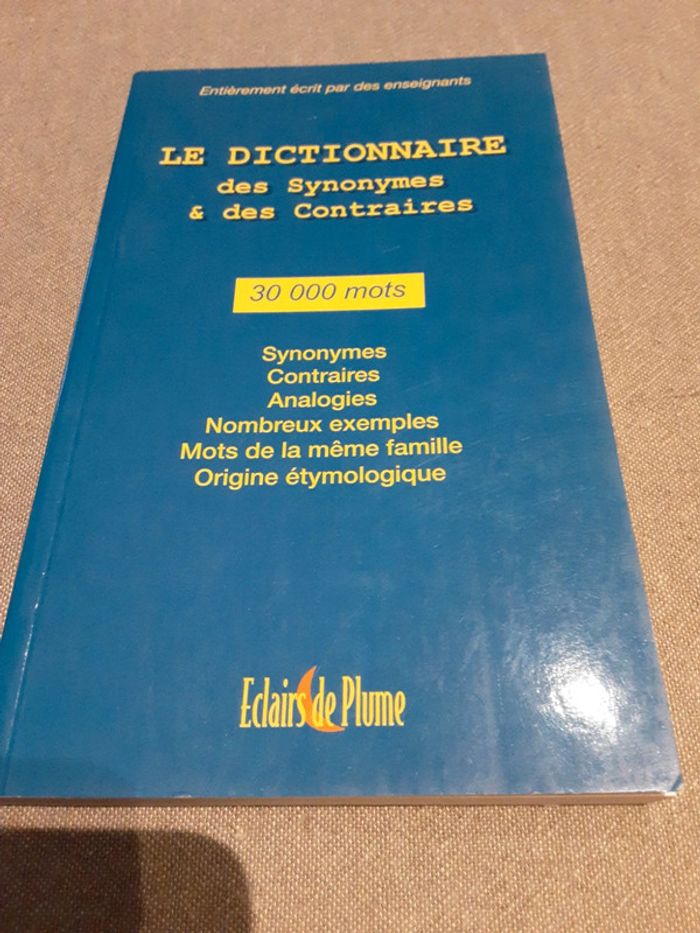 Entièrement écrit par des enseignants
LE DICTIONNAIRE
des Synonymes
& des Contraires
30 000 mots
Synonymes
Contraires
Analogies
Nombreux exemples
Mots de la même famille
Origine étymologique
Eclairs de Plume